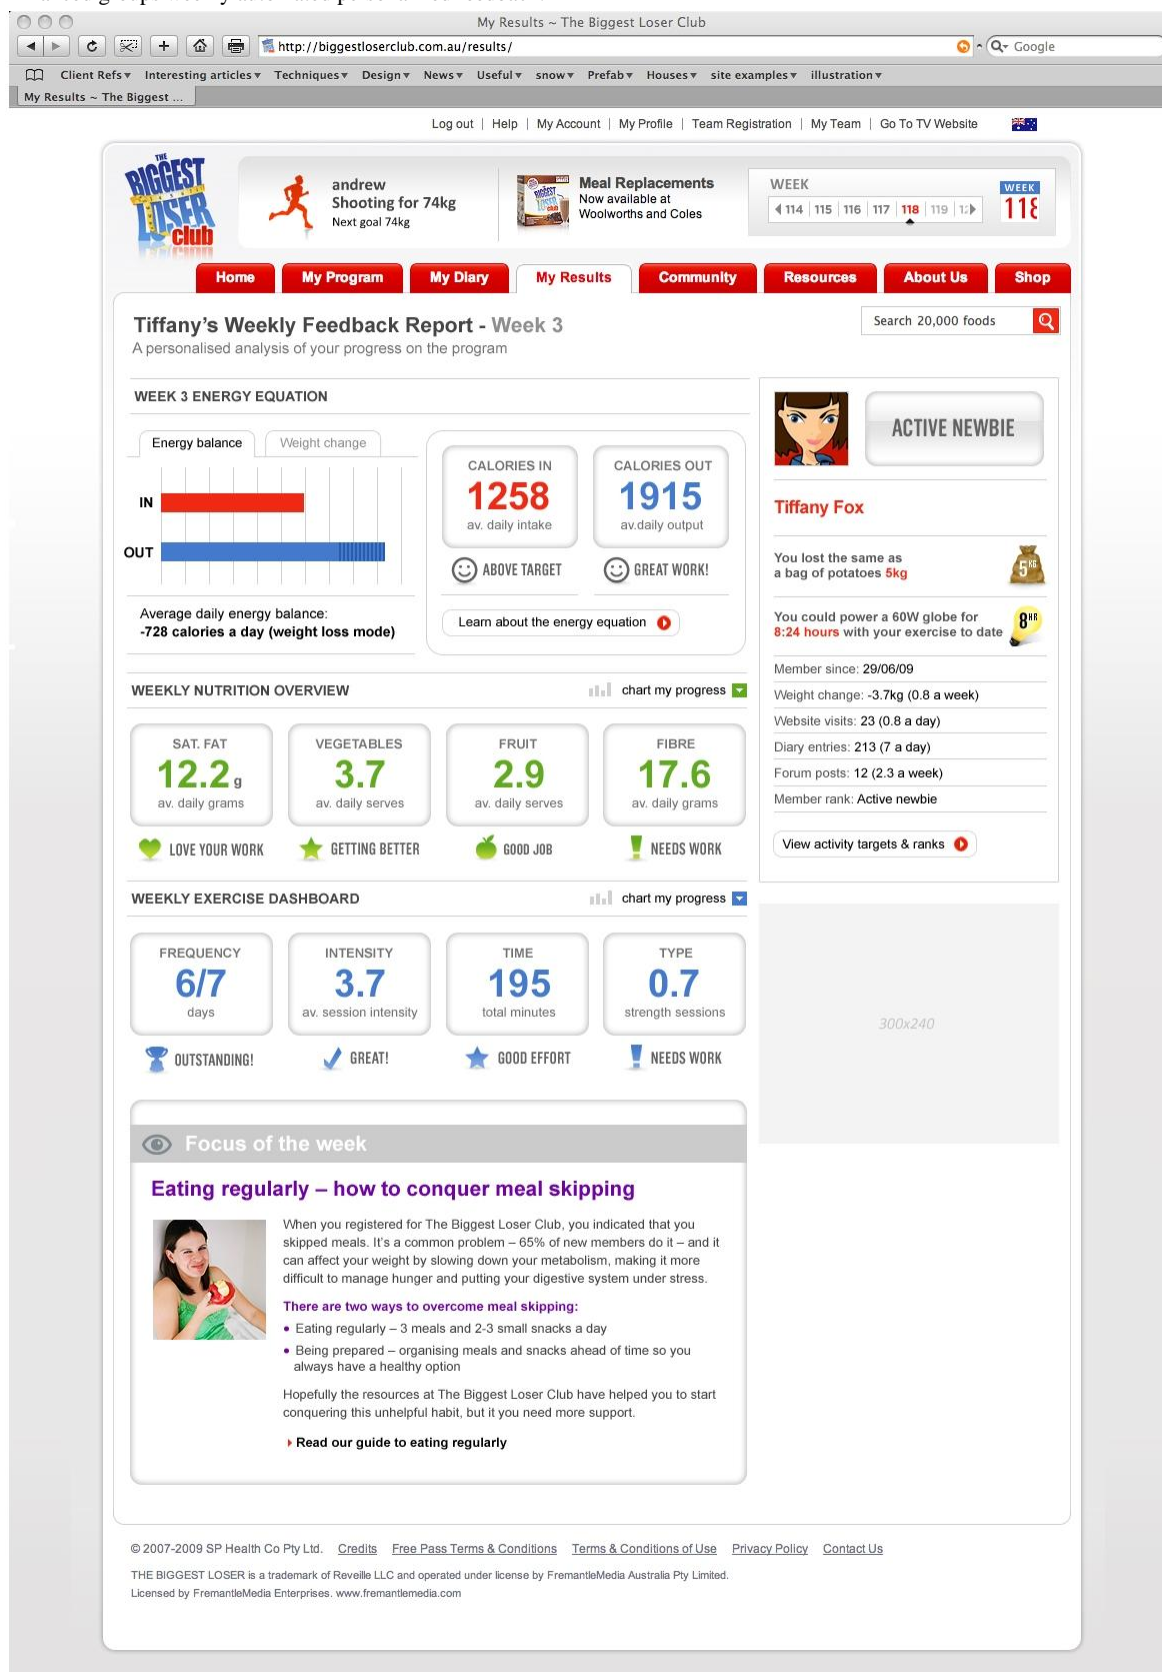 My Results ~ The Biggest Loser Club
http://biggestloserclub.com.au/results/
Google
Client Refs Interesting articles Techniques Design News Useful snow Prefab Houses site examples illustration
My Results ~ The Biggest ...
Log out | Help | My Account | My Profile | Team Registration | My Team | Go To TV Website
THE BIGGEST LOSER club
andrew
Shooting for 74kg
Next goal 74kg
Meal Replacements
Now available at
Woolworths and Coles
WEEK
114 115 116 117 118 119
WEEK
118
Home My Program My Diary My Results Community Resources About Us Shop
Tiffany's Weekly Feedback Report - Week 3
A personalised analysis of your progress on the program
Search 20,000 foods
WEEK 3 ENERGY EQUATION
Energy balance Weight change
IN
OUT
Average daily energy balance:
-728 calories a day (weight loss mode)
CALORIES IN
1258
av. daily intake
ABOVE TARGET
CALORIES OUT
1915
av.daily output
GREAT WORK!
Learn about the energy equation
WEEKLY NUTRITION OVERVIEW
chart my progress
SAT. FAT
12.2 g
av. daily grams
LOVE YOUR WORK
VEGETABLES
3.7
av. daily serves
GETTING BETTER
FRUIT
2.9
av. daily serves
GOOD JOB
FIBRE
17.6
av. daily grams
NEEDS WORK
WEEKLY EXERCISE DASHBOARD
chart my progress
FREQUENCY
6/7
days
OUTSTANDING!
INTENSITY
3.7
av. session intensity
GREAT!
TIME
195
total minutes
GOOD EFFORT
TYPE
0.7
strength sessions
NEEDS WORK
Focus of the week
Eating regularly – how to conquer meal skipping
When you registered for The Biggest Loser Club, you indicated that you
skipped meals. It's a common problem – 65% of new members do it – and it
can affect your weight by slowing down your metabolism, making it more
difficult to manage hunger and putting your digestive system under stress.
There are two ways to overcome meal skipping:
• Eating regularly – 3 meals and 2-3 small snacks a day
• Being prepared – organising meals and snacks ahead of time so you
always have a healthy option
Hopefully the resources at The Biggest Loser Club have helped you to start
conquering this unhelpful habit, but it you need more support.
Read our guide to eating regularly
ACTIVE NEWBIE
Tiffany Fox
You lost the same as
a bag of potatoes 5kg
5KG
You could power a 60W globe for
8:24 hours with your exercise to date
8HR
Member since: 29/06/09
Weight change: -3.7kg (0.8 a week)
Website visits: 23 (0.8 a day)
Diary entries: 213 (7 a day)
Forum posts: 12 (2.3 a week)
Member rank: Active newbie
View activity targets & ranks
300x240
© 2007-2009 SP Health Co Pty Ltd. Credits Free Pass Terms & Conditions Terms & Conditions of Use Privacy Policy Contact Us
THE BIGGEST LOSER is a trademark of Reveille LLC and operated under license by FremantleMedia Australia Pty Limited.
Licensed by FremantleMedia Enterprises. www.fremantlemedia.com